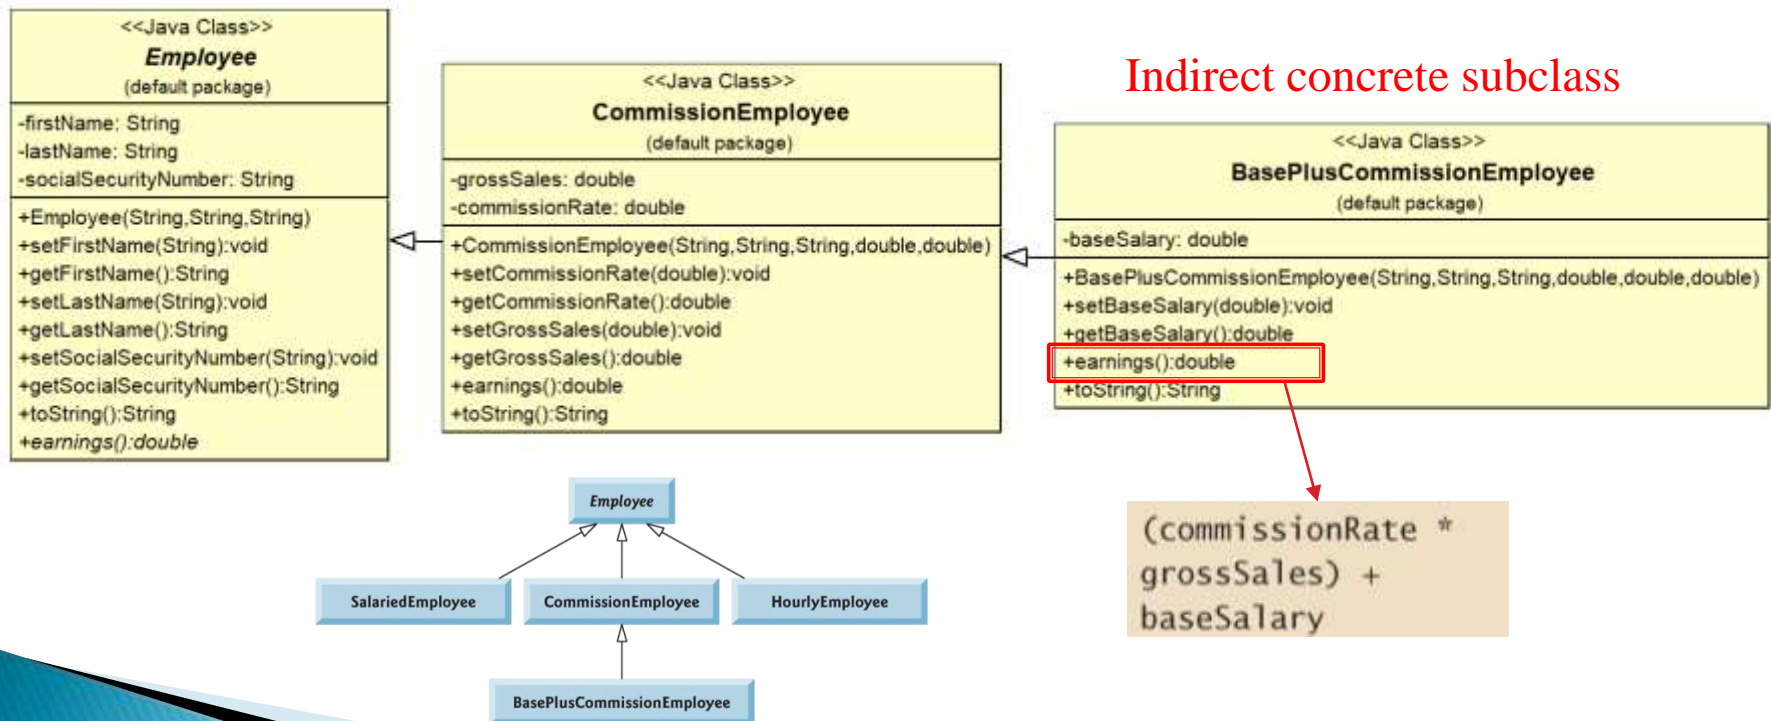 <<Java Class>>
Employee
(default package)
-firstName: String
-lastName: String
-socialSecurityNumber: String
+Employee(String,String,String)
+setFirstName(String):void
+getFirstName():String
+setLastName(String):void
+getLastName():String
+setSocialSecurityNumber(String):void
+getSocialSecurityNumber():String
+toString():String
+earnings():double
<<Java Class>>
CommissionEmployee
(default package)
-grossSales: double
-commissionRate: double
+CommissionEmployee(String,String,String,double,double)
+setCommissionRate(double):void
+getCommissionRate():double
+setGrossSales(double):void
+getGrossSales():double
+earnings():double
+toString():String
Indirect concrete subclass
<<Java Class>>
BasePlusCommissionEmployee
(default package)
-baseSalary: double
+BasePlusCommissionEmployee(String,String,String,double,double,double)
+setBaseSalary(double):void
+getBaseSalary():double
+earnings():double
+toString():String
Employee
SalariedEmployee
CommissionEmployee
HourlyEmployee
BasePlusCommissionEmployee
(commissionRate *
grossSales) +
baseSalary